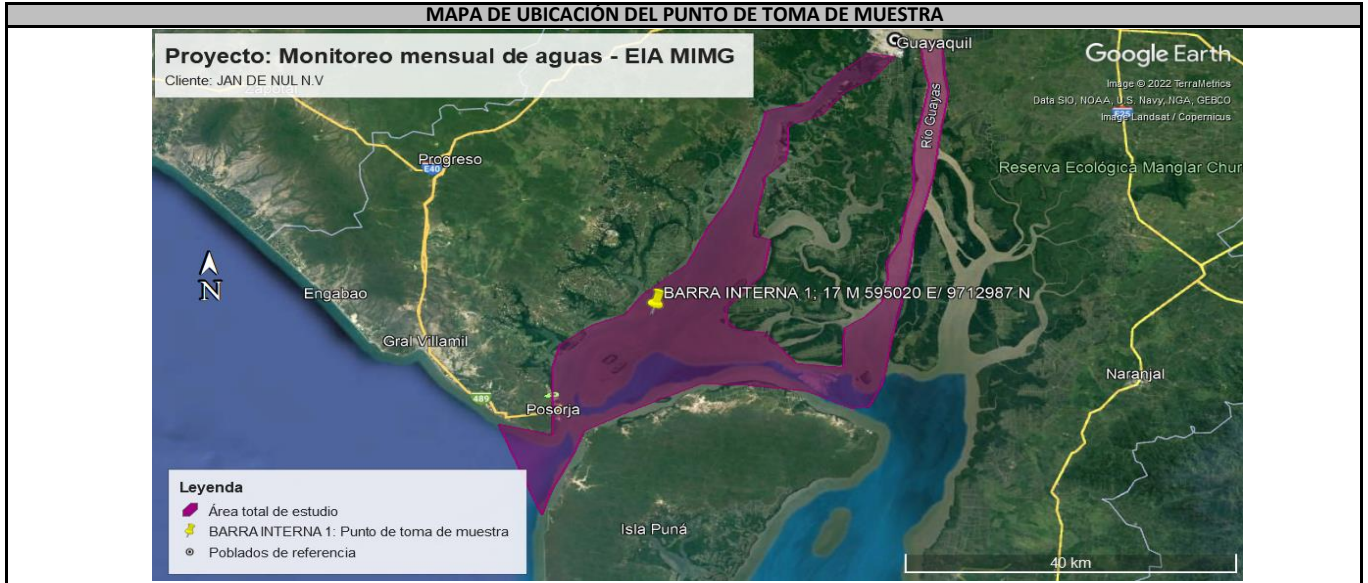 MAPA DE UBICACIÓN DEL PUNTO DE TOMA DE MUESTRA
Proyecto: Monitoreo mensual de aguas - EIA MIMG
Cliente: JAN DE NUL N.V
Guayaquil
Google Earth
Image © 2022 TerraMetrics
Data SIO, NOAA, U.S. Navy, NGA, GEBCO
Image Landsat / Copernicus
E25
Río Guayas
Progreso
E40
Reserva Ecológica Manglar Chur
N
Engabao
BARRA INTERNA 1; 17 M 595020 E/ 9712987 N
Gral Villamil
Naranjal
489
Posorja
Leyenda
Área total de estudio
BARRA INTERNA 1: Punto de toma de muestra
Poblados de referencia
Isla Puná
40 km